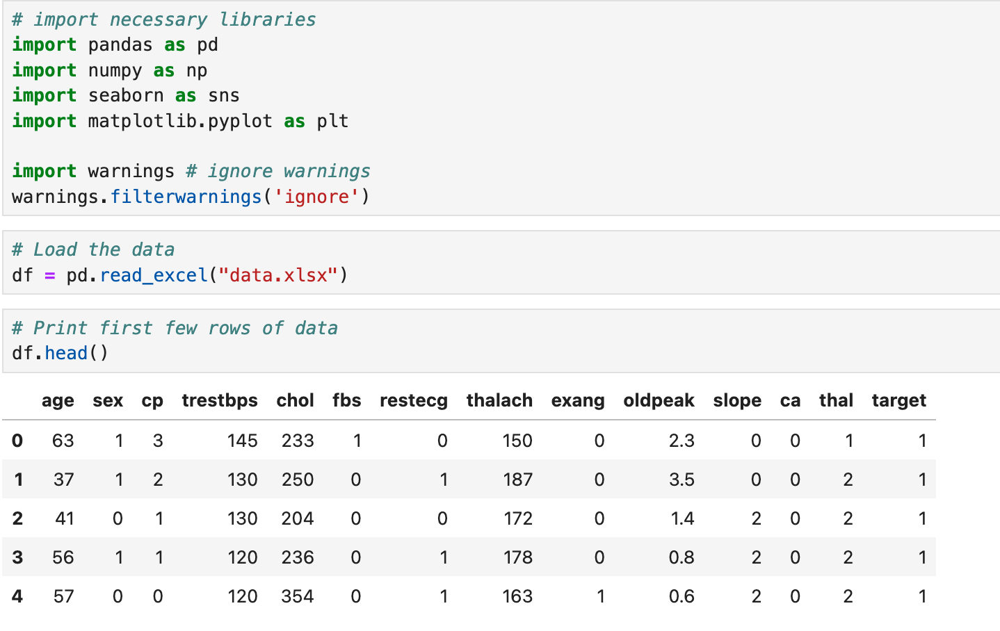 # import necessary libraries
import pandas as pd
import numpy as np
import seaborn as sns
import matplotlib.pyplot as plt
import warnings # ignore warnings
warnings.filterwarnings('ignore')
# Load the data
df = pd.read_excel("data.xlsx")
# Print first few rows of data
df.head()
age sex cp trestbps chol fbs restecg thalach exang oldpeak slope ca thal target
0 63 1 3 145 233 1 0 150 0 2.3 0 0 1 1
1 37 1 2 130 250 0 1 187 0 3.5 0 0 2 1
2 41 0 1 130 204 0 0 172 0 1.4 2 0 2 1
3 56 1 1 120 236 0 1 178 0 0.8 2 0 2 1
4 57 0 0 120 354 0 1 163 1 0.6 2 0 2 1